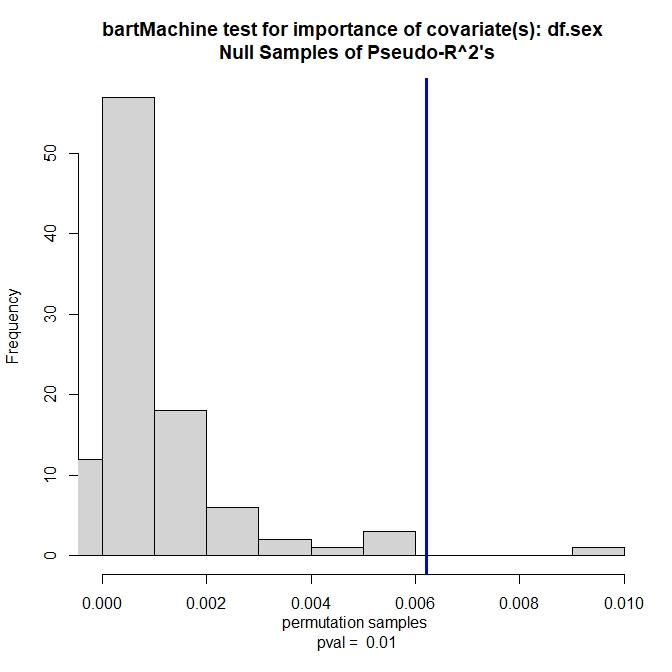 bartMachine test for importance of covariate(s): df.sex
Null Samples of Pseudo-R^2's
Frequency
50
40
30
20
10
0
0.000 0.002 0.004 0.006 0.008 0.010
permutation samples
pval = 0.01